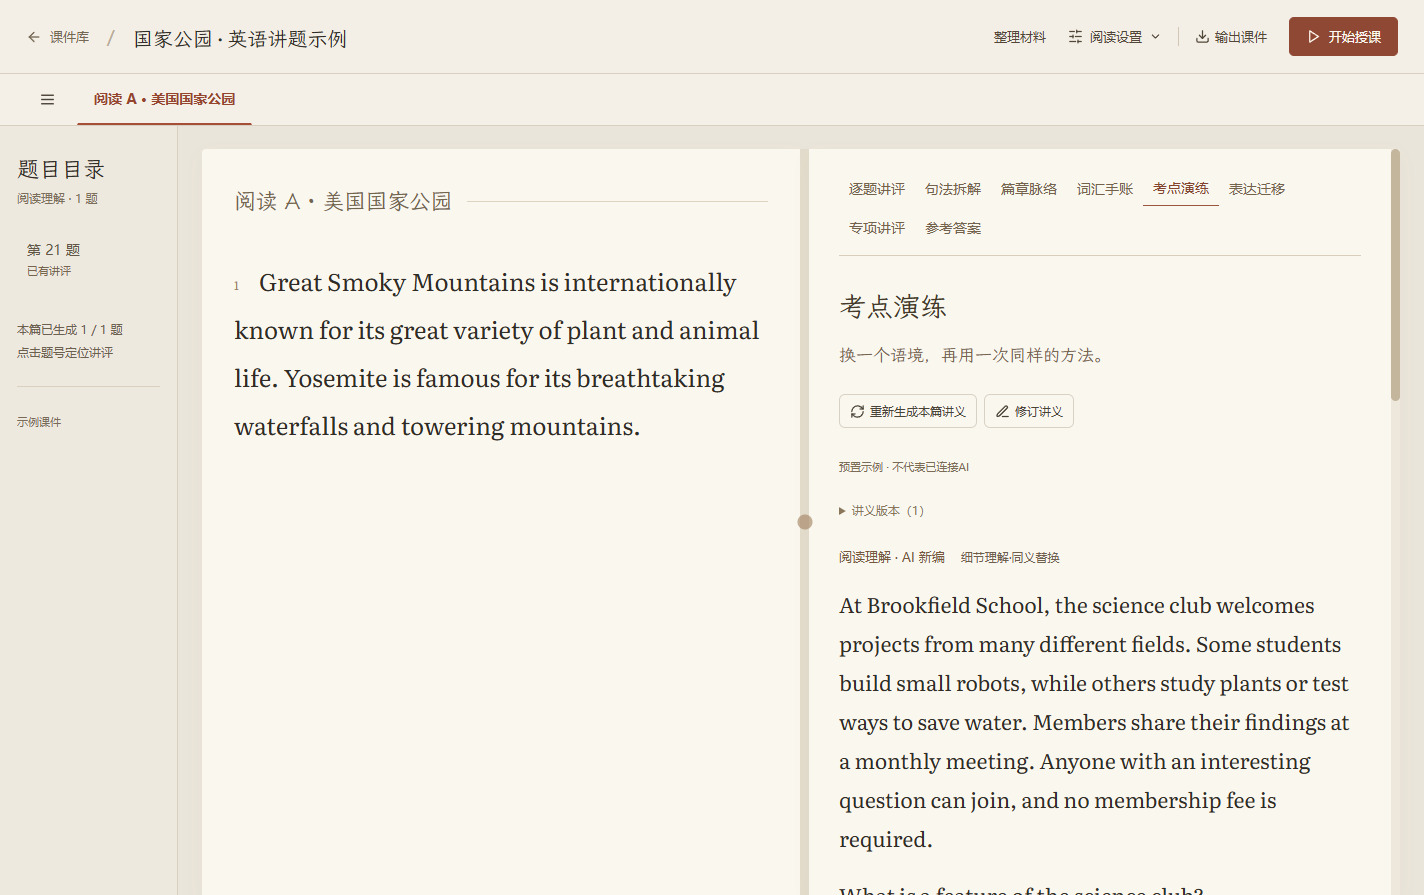 课件库 / 国家公园 · 英语讲题示例
整理材料 阅读设置 输出课件 开始授课
阅读 A • 美国国家公园
题目目录
阅读理解 · 1 题
第 21 题
已有讲评
本篇已生成 1 / 1 题
点击题号定位讲评
示例课件
阅读 A • 美国国家公园
1 Great Smoky Mountains is internationally
known for its great variety of plant and animal
life. Yosemite is famous for its breathtaking
waterfalls and towering mountains.
逐题讲评 句法拆解 篇章脉络 词汇手账 考点演练 表达迁移
专项讲评 参考答案
考点演练
换一个语境，再用一次同样的方法。
重新生成本篇讲义 修订讲义
预置示例 · 不代表已连接AI
讲义版本（1）
阅读理解 · AI 新编 细节理解·同义替换
At Brookfield School, the science club welcomes
projects from many different fields. Some students
build small robots, while others study plants or test
ways to save water. Members share their findings at
a monthly meeting. Anyone with an interesting
question can join, and no membership fee is
required.
What is a feature of the science club?